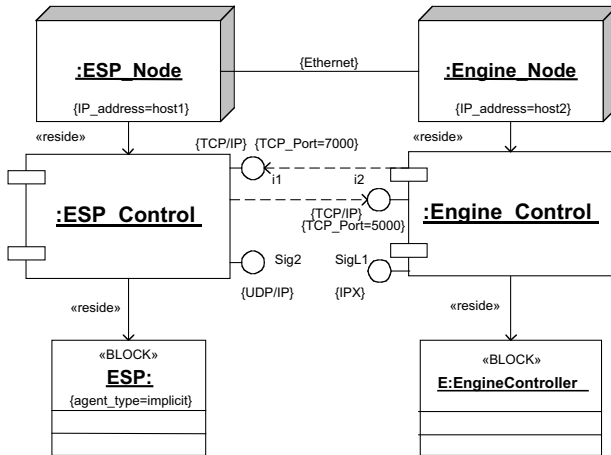 :ESP_Node
:Engine_Node
{Ethernet}
{IP_address=host1}
{IP_address=host2}
«reside»
«reside»
{TCP/IP} {TCP_Port=7000}
i1
i2
:ESP_Control
:Engine_Control
{TCP/IP}
{TCP_Port=5000}
Sig2
SigL1
{UDP/IP}
{IPX}
«reside»
«reside»
«BLOCK»
ESP:
{agent_type=implicit}
«BLOCK»
E:EngineController